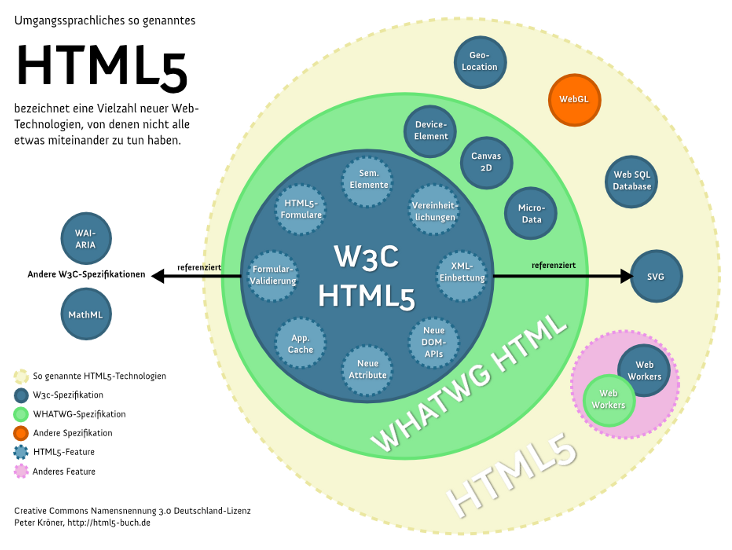 Umgangssprachliches so genanntes
HTML5
bezeichnet eine Vielzahl neuer Web-
Technologien, von denen nicht alle
etwas miteinander zu tun haben.
Geo-
Location
WebGL
Device-
Element
Canvas
2D
Web SQL
Database
Micro-
Data
Sem.
Elemente
HTML5-
Formulare
Vereinheit-
lichungen
WAI-
ARIA
Andere W3C-Spezifikationen
MathML
referenziert
Formular-
Validierung
W3C
HTML5
XML-
Einbettung
referenziert
SVG
App.
Cache
Neue
Attribute
Neue
DOM-
APIs
WHATWG HTML
HTML5
Web
Workers
Web
Workers
So genannte HTML5-Technologien
W3c-Spezifikation
WHATWG-Spezifikation
Andere Spezifikation
HTML5-Feature
Anderes Feature
Creative Commons Namensnennung 3.0 Deutschland-Lizenz
Peter Kröner, http://html5-buch.de